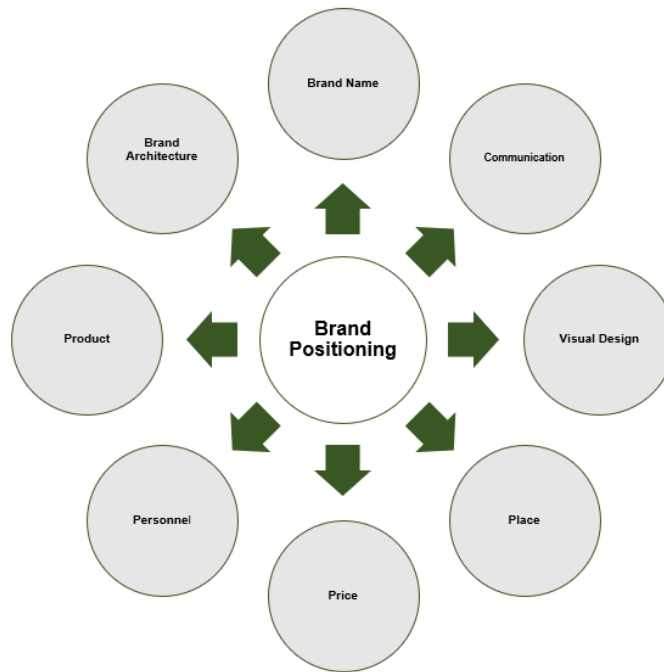 Brand Name
Brand
Architecture
Communication
Brand
Positioning
Product
Visual Design
Personnel
Place
Price